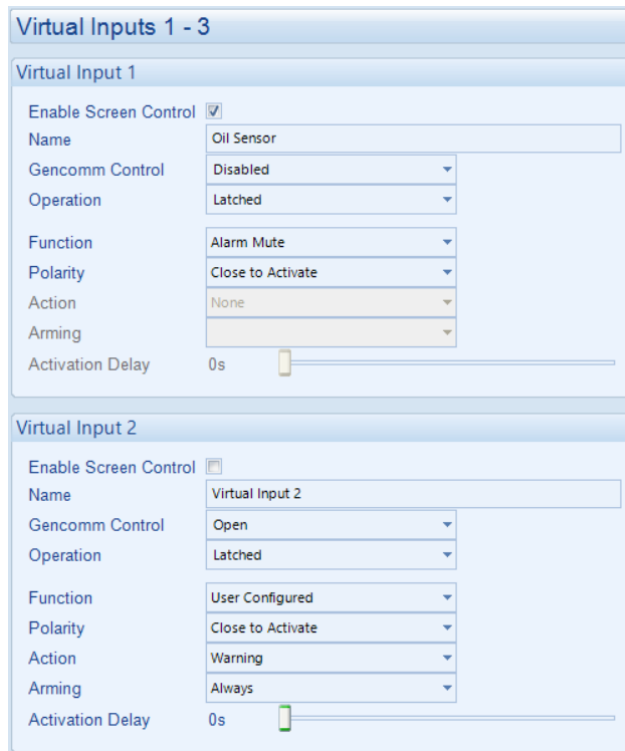 Virtual Inputs 1 - 3
Virtual Input 1
Enable Screen Control
Name Oil Sensor
Gencomm Control Disabled
Operation Latched
Function Alarm Mute
Polarity Close to Activate
Action None
Arming
Activation Delay 0s
Virtual Input 2
Enable Screen Control
Name Virtual Input 2
Gencomm Control Open
Operation Latched
Function User Configured
Polarity Close to Activate
Action Warning
Arming Always
Activation Delay 0s